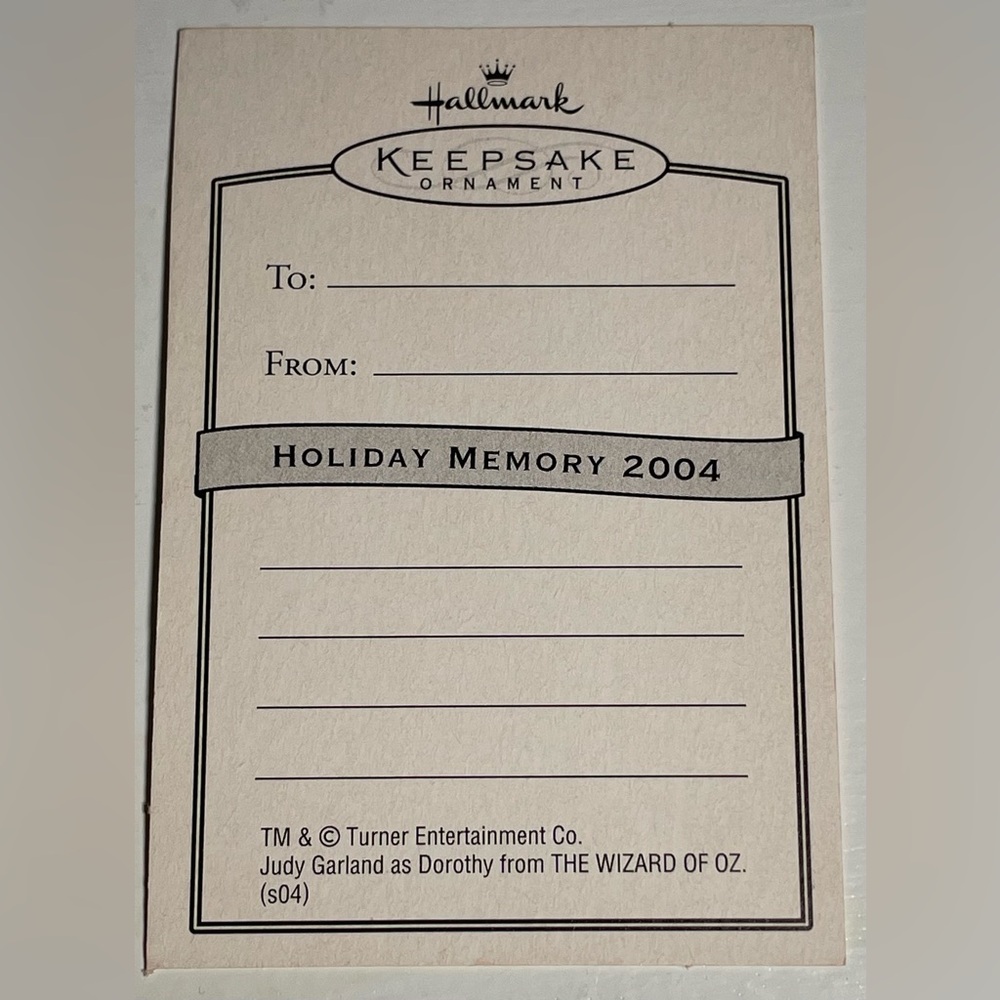 Hallmark
KEEPSAKE
ORNAMENT
TO:
FROM:
HOLIDAY MEMORY 2004
TM & © Turner Entertainment Co.
Judy Garland as Dorothy from THE WIZARD OF OZ.
(s04)